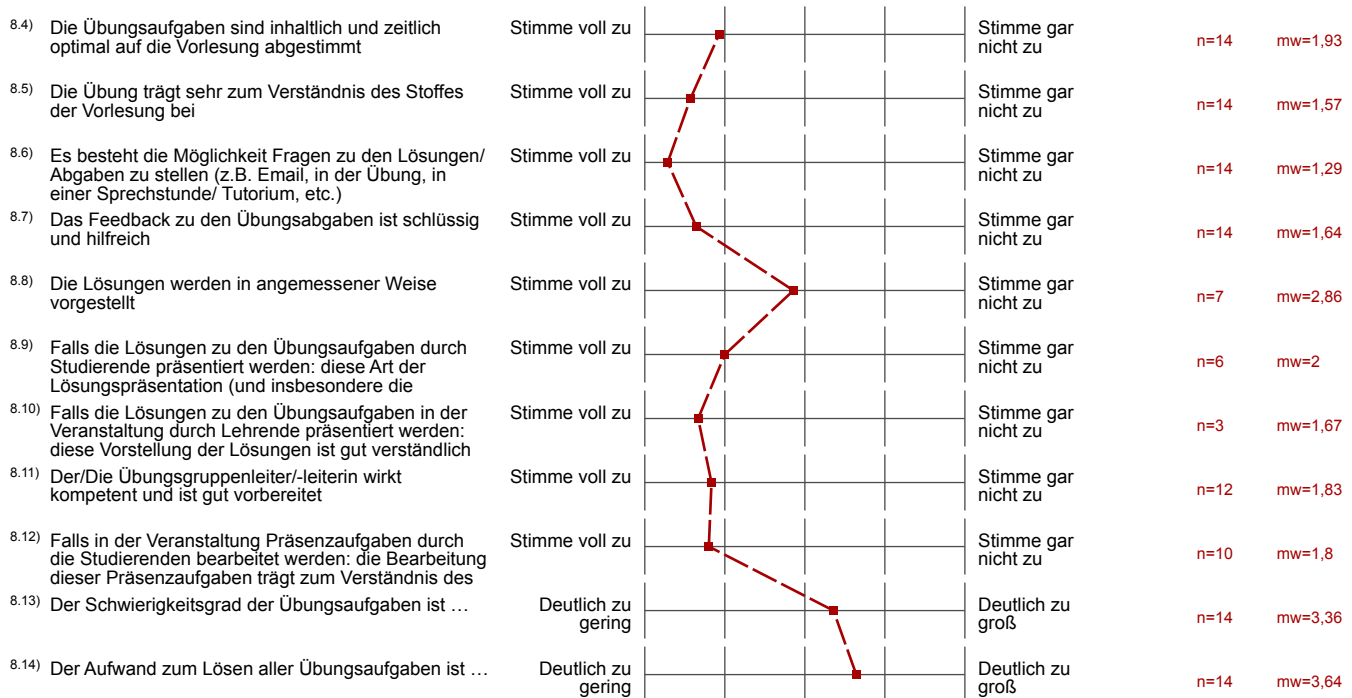 8.4) Die Übungsaufgaben sind inhaltlich und zeitlich
optimal auf die Vorlesung abgestimmt
Stimme voll zu
Stimme gar
nicht zu
n=14
mw=1,93
8.5) Die Übung trägt sehr zum Verständnis des Stoffes
der Vorlesung bei
Stimme voll zu
Stimme gar
nicht zu
n=14
mw=1,57
8.6) Es besteht die Möglichkeit Fragen zu den Lösungen/
Abgaben zu stellen (z.B. Email, in der Übung, in
einer Sprechstunde/ Tutorium, etc.)
Stimme voll zu
Stimme gar
nicht zu
n=14
mw=1,29
8.7) Das Feedback zu den Übungsabgaben ist schlüssig
und hilfreich
Stimme voll zu
Stimme gar
nicht zu
n=14
mw=1,64
8.8) Die Lösungen werden in angemessener Weise
vorgestellt
Stimme voll zu
Stimme gar
nicht zu
n=7
mw=2,86
8.9) Falls die Lösungen zu den Übungsaufgaben durch
Studierende präsentiert werden: diese Art der
Lösungspräsentation (und insbesondere die
Stimme voll zu
Stimme gar
nicht zu
n=6
mw=2
8.10) Falls die Lösungen zu den Übungsaufgaben in der
Veranstaltung durch Lehrende präsentiert werden:
diese Vorstellung der Lösungen ist gut verständlich
Stimme voll zu
Stimme gar
nicht zu
n=3
mw=1,67
8.11) Der/Die Übungsgruppenleiter/-leiterin wirkt
kompetent und ist gut vorbereitet
Stimme voll zu
Stimme gar
nicht zu
n=12
mw=1,83
8.12) Falls in der Veranstaltung Präsenzaufgaben durch
die Studierenden bearbeitet werden: die Bearbeitung
dieser Präsenzaufgaben trägt zum Verständnis des
Stimme voll zu
Stimme gar
nicht zu
n=10
mw=1,8
8.13) Der Schwierigkeitsgrad der Übungsaufgaben ist …
Deutlich zu
gering
Deutlich zu
groß
n=14
mw=3,36
8.14) Der Aufwand zum Lösen aller Übungsaufgaben ist …
Deutlich zu
gering
Deutlich zu
groß
n=14
mw=3,64